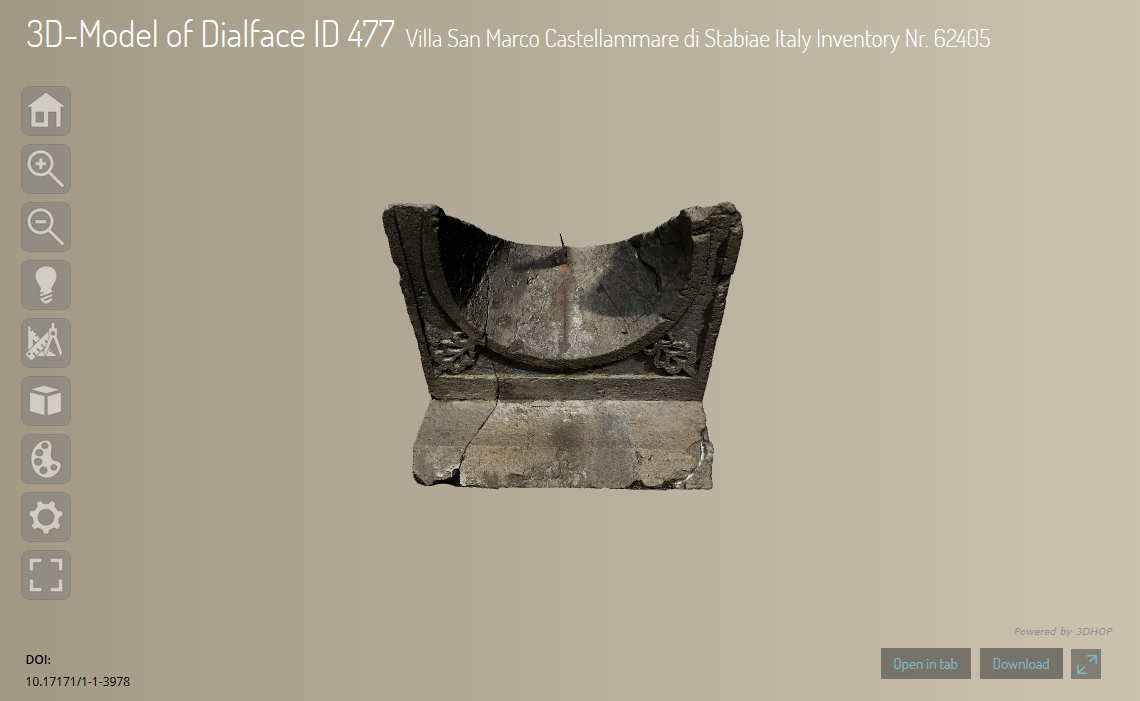 3D-Model of Dialface ID 477 Villa San Marco Castellammare di Stabiae Italy Inventory Nr. 62405
Powered by 3DHOP
DOI:
Open in tab Download
10.17171/1-1-3978